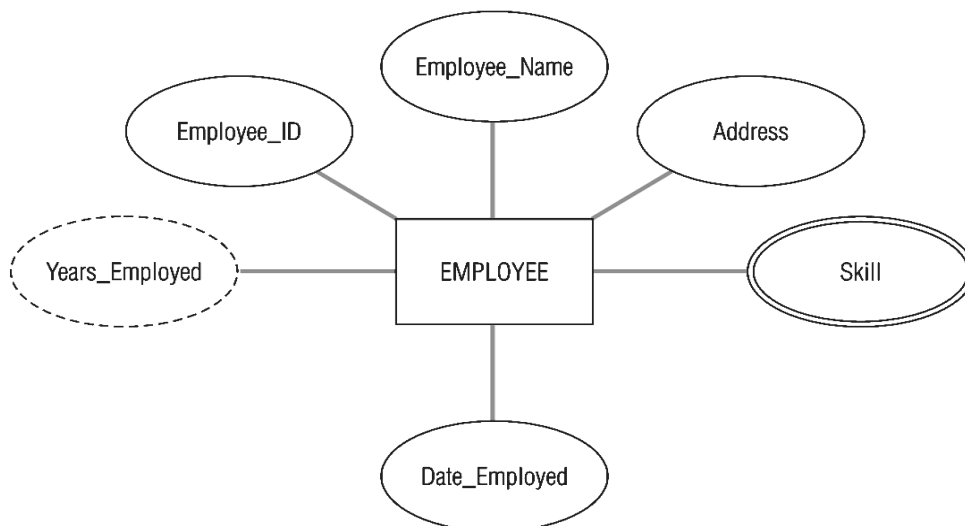 Employee_Name
Employee_ID
Address
Years_Employed
EMPLOYEE
Skill
Date_Employed